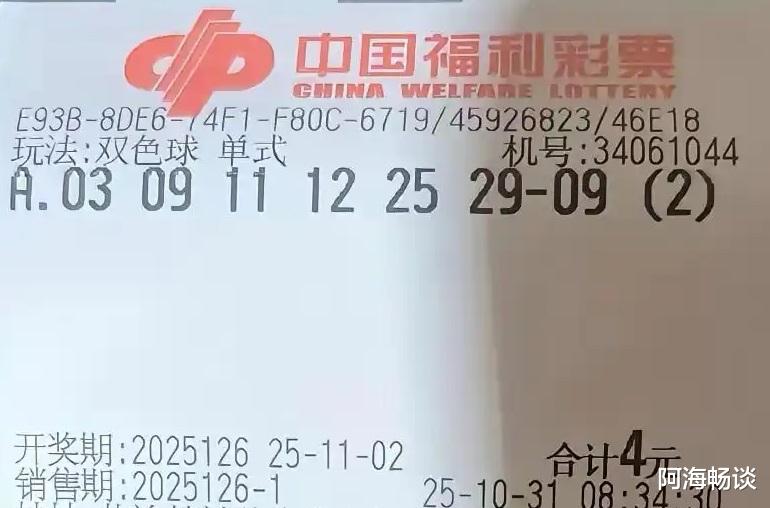 中国福利彩票
CHINA WELFARE LOTTERY
E93B-8DE6-74F1-F80C-6719/45926823/46E18
玩法:双色球 单式 机号:34061044
A.03 09 11 12 25 29-09 (2)
开奖期:2025126 25-11-02 合计4元
销售期:2025126-1 25-10-31 08:34:30
阿海畅谈